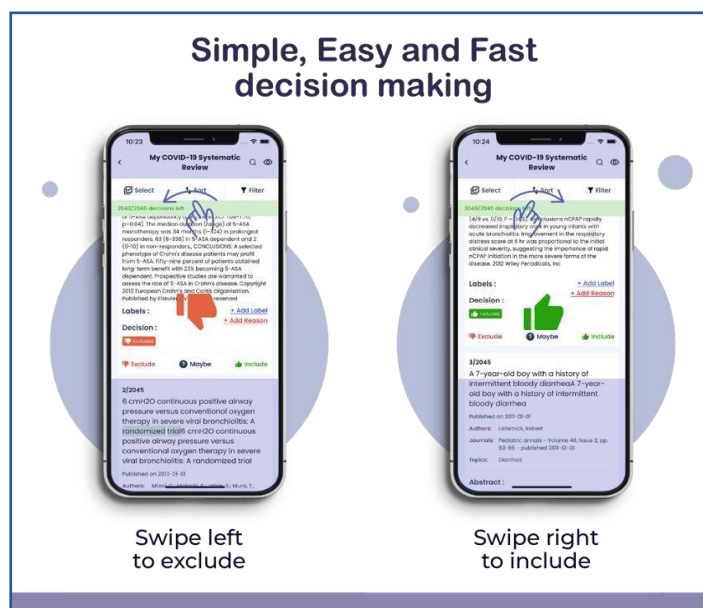 Simple, Easy and Fast
decision making
10:23
My COVID-19 Systematic
Review
Select
Sort
Filter
2043/2045 decisions left
p=0.04). The median duration (range) of 5-ASA
monotherapy was 34 months (1-304) in prolonged
responders, 63 (6-336) in 5-ASA dependent and 2
(0-10) in non-responders., CONCLUSIONS: A selected
phenotype of Crohn's disease patients may profit
from 5-ASA. Fifty-nine percent of patients obtained
long-term benefit with 23% becoming 5-ASA
dependent. Prospective studies are warranted to
assess the role of 5-ASA in Crohn's disease. Copyright
2010 European Crohn's and Colitis Organisation.
Published by Elsevier reserved
Labels :
+ Add Label
+ Add Reason
Decision :
Excluded
Exclude
Maybe
Include
2/2045
6 cmH2O continuous positive airway
pressure versus conventional oxygen
therapy in severe viral bronchiolitis: A
randomized trial6 cmH2O continuous
positive airway pressure versus
conventional oxygen therapy in severe
viral bronchiolitis: A randomized trial
Published on 2013-01-01
Authors:
Swipe left
to exclude
10:24
My COVID-19 Systematic
Review
Select
Sort
Filter
2043/2045 decisions left
(4/9 vs. 0/10, P = Conclusions nCPAP rapidly
decreased inspiratory work in young infants with
acute bronchiolitis. Improvement in the respiratory
distress score at 6 hr was proportional to the initial
clinical severity, suggesting the importance of rapid
nCPAP initiation in the more severe forms of the
disease. 2012 Wiley Periodicals, Inc
Labels :
+ Add Label
+ Add Reason
Decision :
Included
Exclude
Maybe
Include
3/2045
A 7-year-old boy with a history of
intermittent bloody diarrheaA 7-year-
old boy with a history of intermittent
bloody diarrhea
Published on 2011-01-01
Authors: Listernick, Robert
Journals: Pediatric annals - Volume 40, Issue 2, pp.
63-66 - published 2011-01-01
Topics: Diarrhea
Abstract :
Swipe right
to include